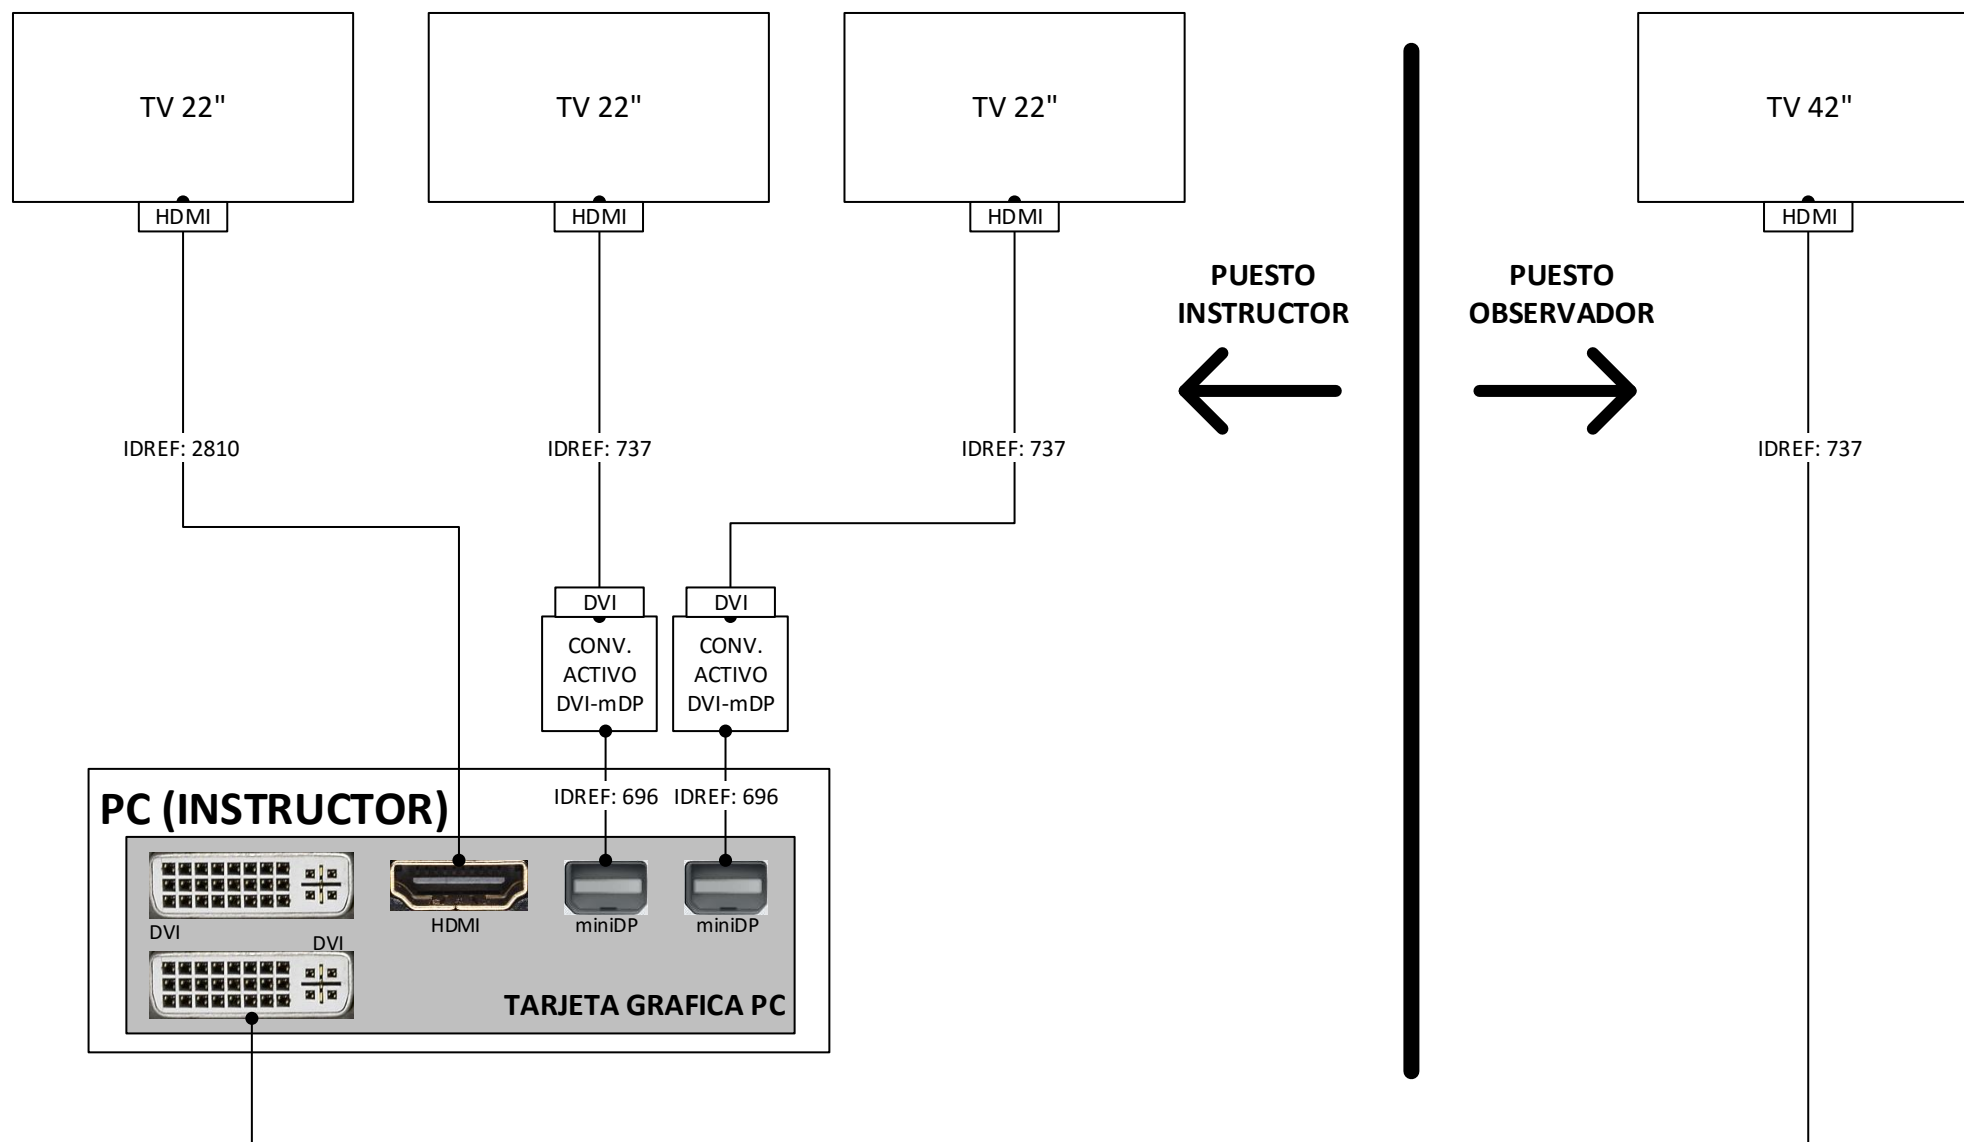 TV 22"
TV 22"
TV 22"
TV 42"
HDMI
HDMI
HDMI
HDMI
PUESTO
INSTRUCTOR
PUESTO
OBSERVADOR
IDREF: 2810
IDREF: 737
IDREF: 737
IDREF: 737
DVI
CONV.
ACTIVO
DVI-mDP
DVI
CONV.
ACTIVO
DVI-mDP
IDREF: 696
IDREF: 696
PC (INSTRUCTOR)
DVI
DVI
HDMI
miniDP
miniDP
TARJETA GRAFICA PC